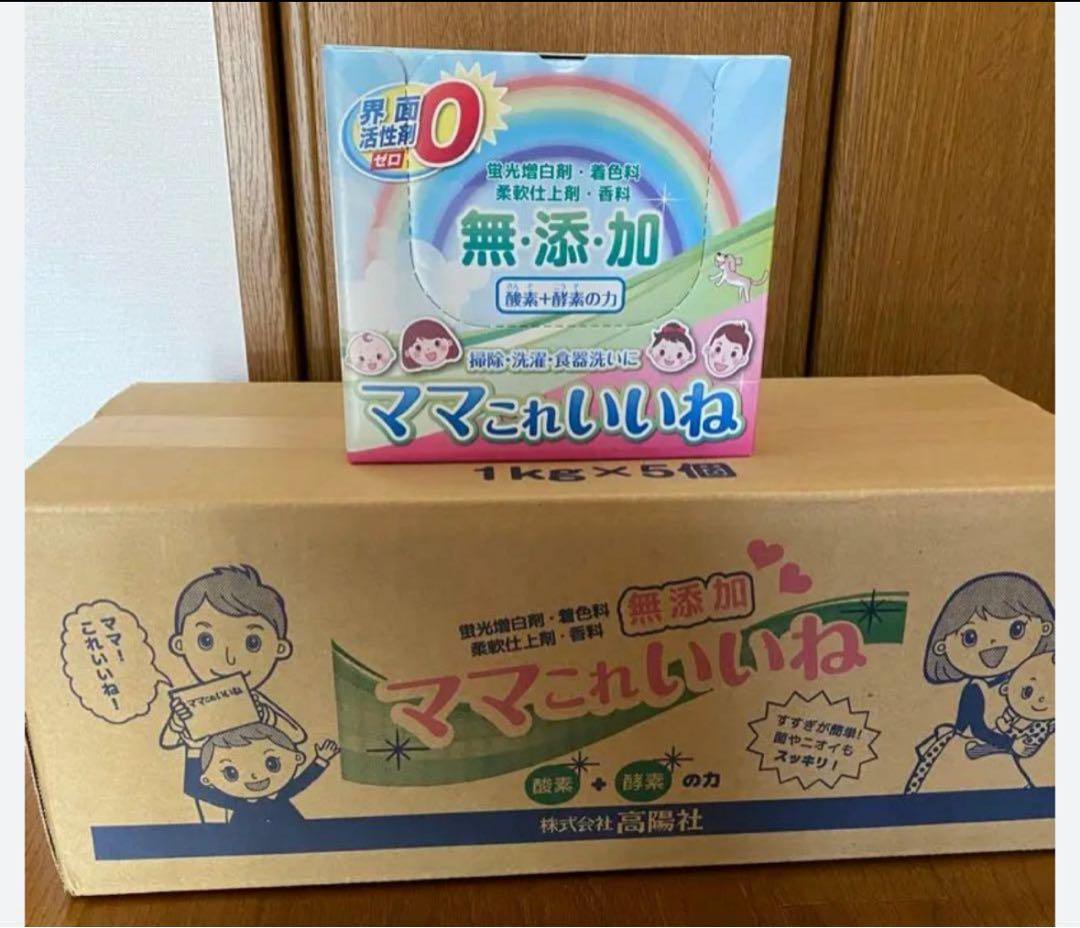 界面
活性剤
ゼロ
0
蛍光増白剤・着色料
柔軟仕上剤・香料
無・添・加
さんそ こうそ
酸素+酵素の力
掃除・洗濯・食器洗いに
ママこれいいね
1kg×5個
ママ!
これいいね!
ママこれいいね
蛍光増白剤・着色料
柔軟仕上剤・香料
無添加
ママこれいいね
すすぎが簡単!
菌やニオイも
スッキリ!
酸素+酵素の力
株式会社高陽社